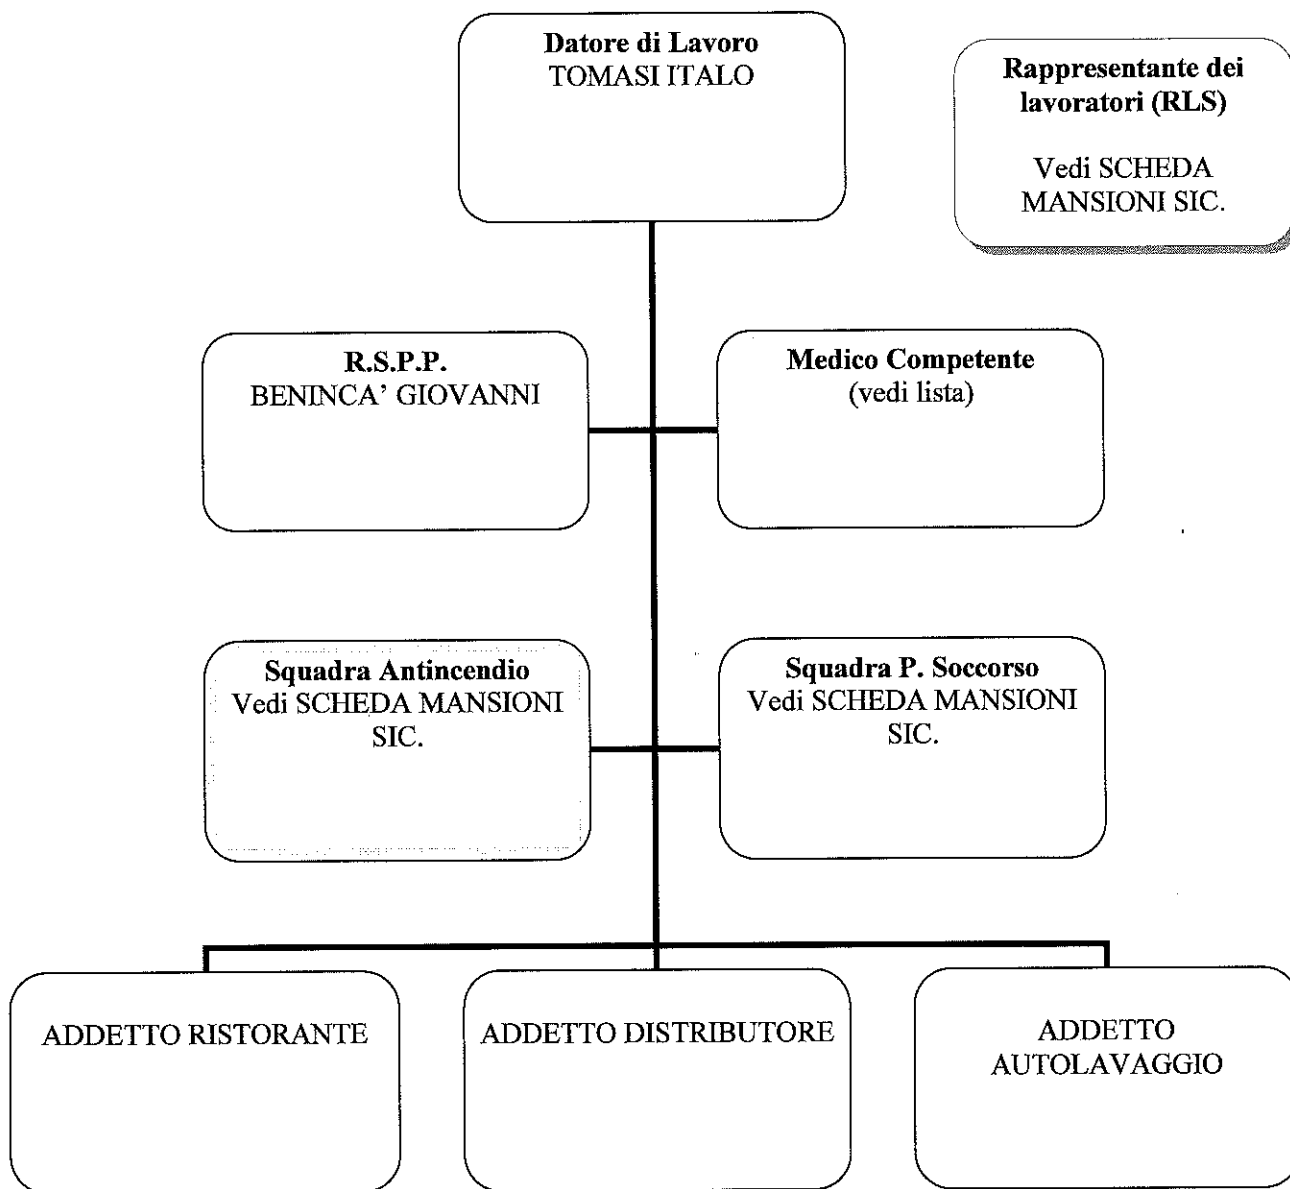 Datore di Lavoro
TOMASI ITALO
Rappresentante dei
lavoratori (RLS)
Vedi SCHEDA
MANSIONI SIC.
R.S.P.P.
BENINCA’ GIOVANNI
Medico Competente
(vedi lista)
Squadra Antincendio
Vedi SCHEDA MANSIONI
SIC.
Squadra P. Soccorso
Vedi SCHEDA MANSIONI
SIC.
ADDETTO RISTORANTE
ADDETTO DISTRIBUTORE
ADDETTO
AUTOLAVAGGIO